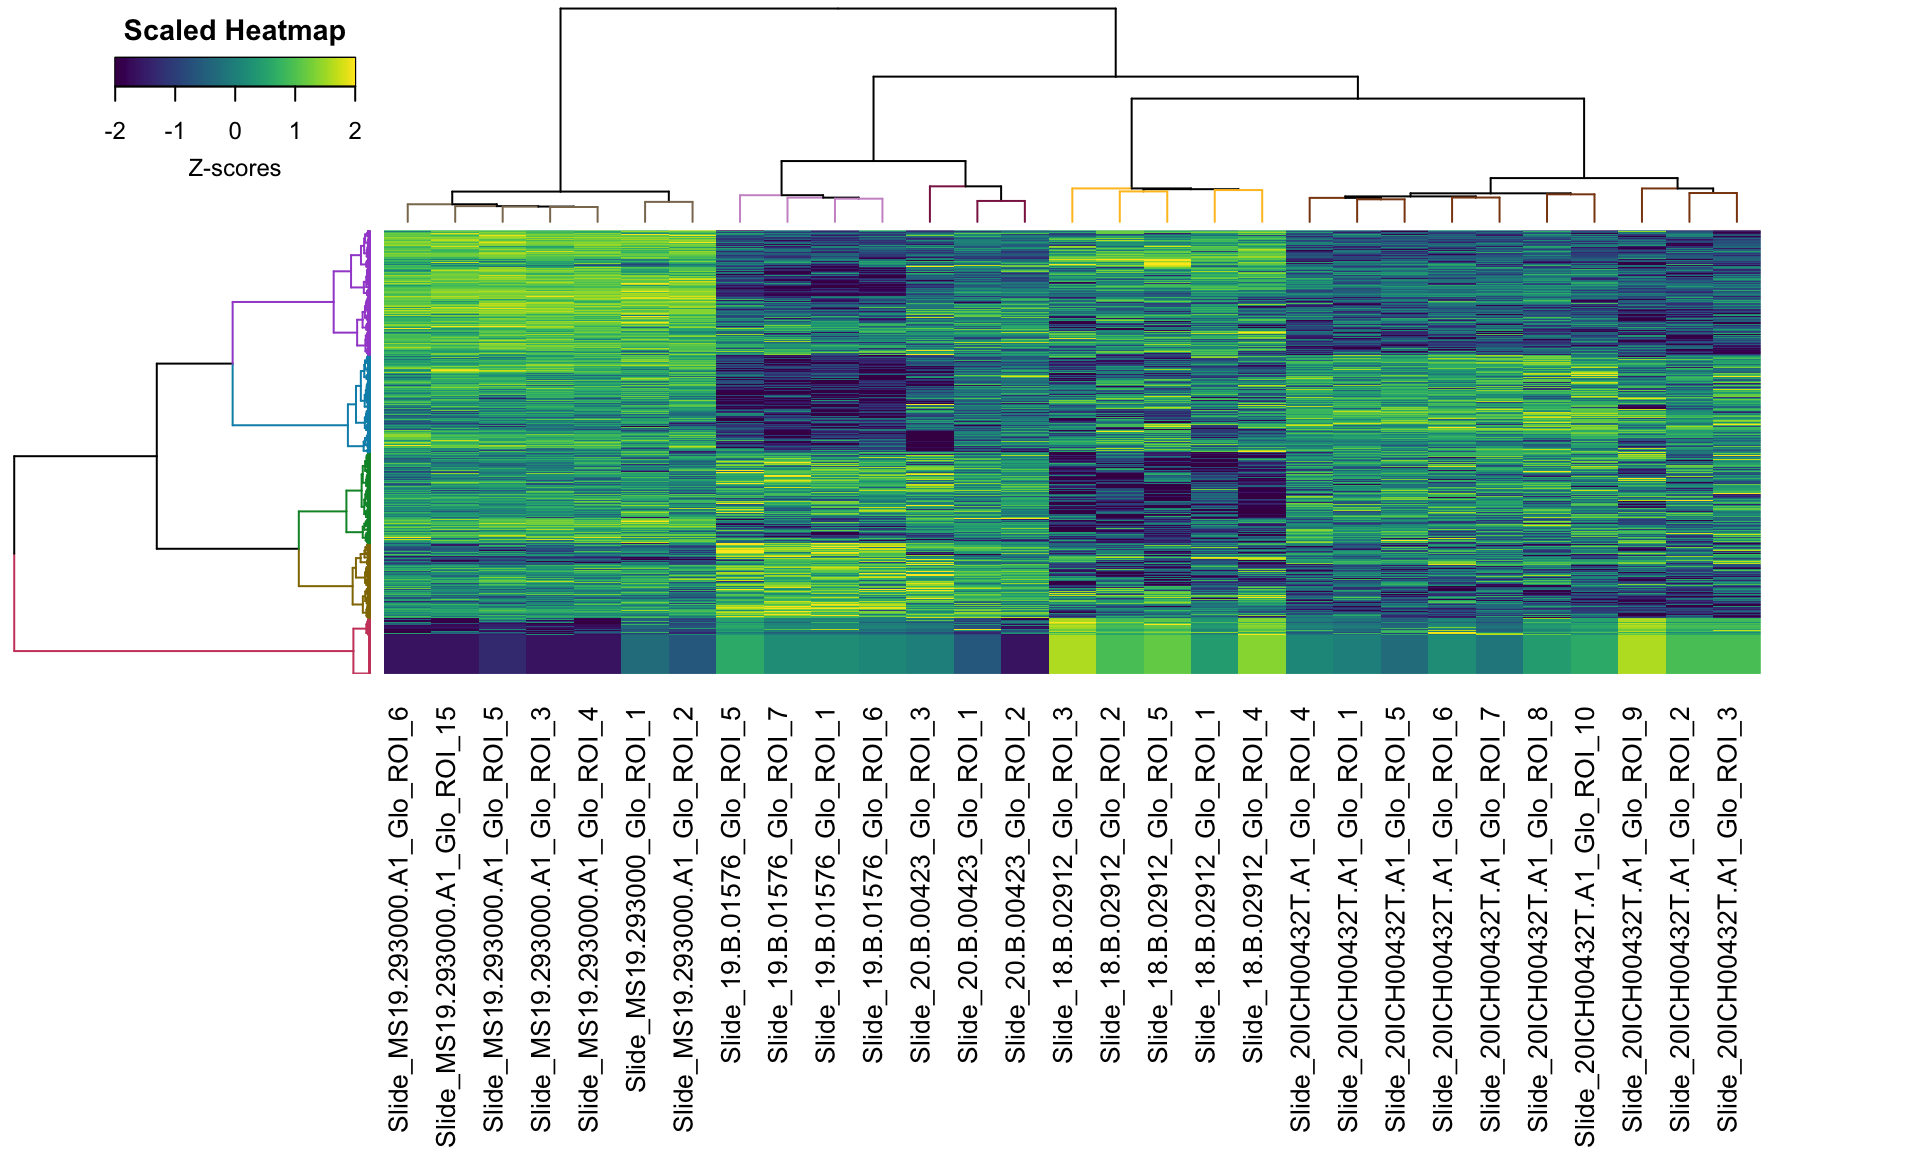 Scaled Heatmap
-2 -1 0 1 2
Z-scores
Slide_MS19.293000.A1_Glo_ROI_6
Slide_MS19.293000.A1_Glo_ROI_15
Slide_MS19.293000.A1_Glo_ROI_5
Slide_MS19.293000.A1_Glo_ROI_3
Slide_MS19.293000.A1_Glo_ROI_4
Slide_MS19.293000_Glo_ROI_1
Slide_MS19.293000.A1_Glo_ROI_2
Slide_19.B.01576_Glo_ROI_5
Slide_19.B.01576_Glo_ROI_7
Slide_19.B.01576_Glo_ROI_1
Slide_19.B.01576_Glo_ROI_6
Slide_20.B.00423_Glo_ROI_3
Slide_20.B.00423_Glo_ROI_1
Slide_20.B.00423_Glo_ROI_2
Slide_18.B.02912_Glo_ROI_3
Slide_18.B.02912_Glo_ROI_2
Slide_18.B.02912_Glo_ROI_5
Slide_18.B.02912_Glo_ROI_1
Slide_18.B.02912_Glo_ROI_4
Slide_20ICH00432T.A1_Glo_ROI_4
Slide_20ICH00432T.A1_Glo_ROI_1
Slide_20ICH00432T.A1_Glo_ROI_5
Slide_20ICH00432T.A1_Glo_ROI_6
Slide_20ICH00432T.A1_Glo_ROI_7
Slide_20ICH00432T.A1_Glo_ROI_8
Slide_20ICH00432T.A1_Glo_ROI_10
Slide_20ICH00432T.A1_Glo_ROI_9
Slide_20ICH00432T.A1_Glo_ROI_2
Slide_20ICH00432T.A1_Glo_ROI_3